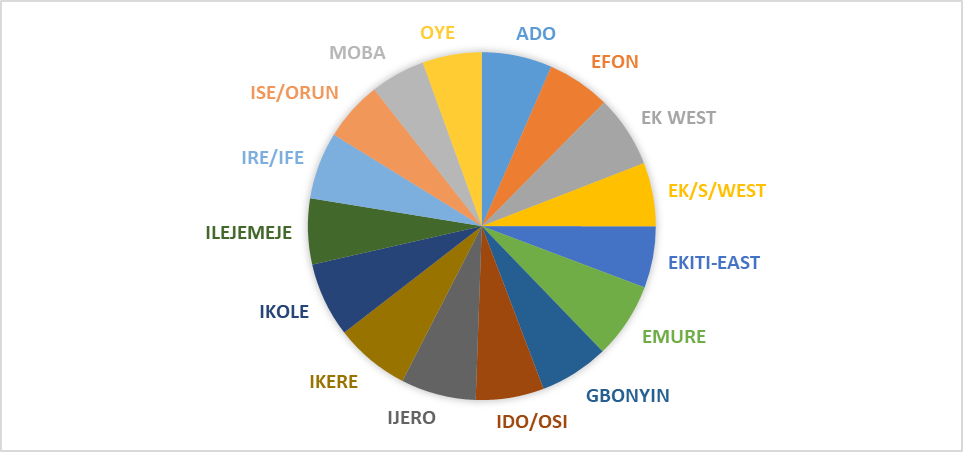 ADO
EFON
EK WEST
EK/S/WEST
EKITI-EAST
EMURE
GBONYIN
IDO/OSI
IJERO
IKERE
IKOLE
ILEJEMEJE
IRE/IFE
ISE/ORUN
MOBA
OYE